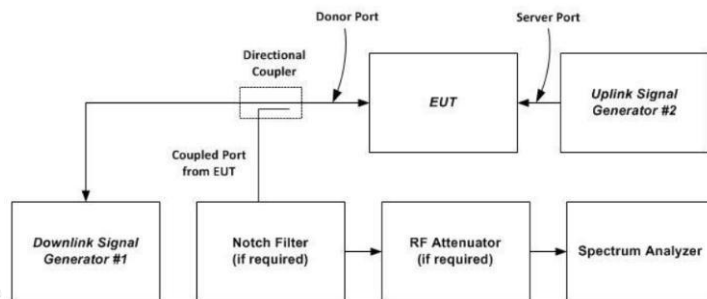 Donor Port
Server Port
Directional
Coupler
EUT
Uplink Signal
Generator #2
Coupled Port
from EUT
Downlink Signal
Generator #1
Notch Filter
(if required)
RF Attenuator
(if required)
Spectrum Analyzer